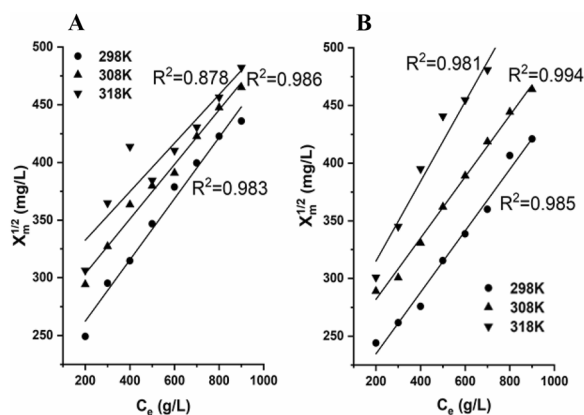 A
500
450
400
350
300
250
X_m^{1/2} (mg/L)
298K
308K
318K
R²=0.878
R²=0.986
R²=0.983
200 400 600 800 1000
C_e (g/L)
B
500
450
400
350
300
250
X_m^{1/2} (mg/L)
R²=0.981
R²=0.994
R²=0.985
298K
308K
318K
200 400 600 800 1000
C_e (g/L)